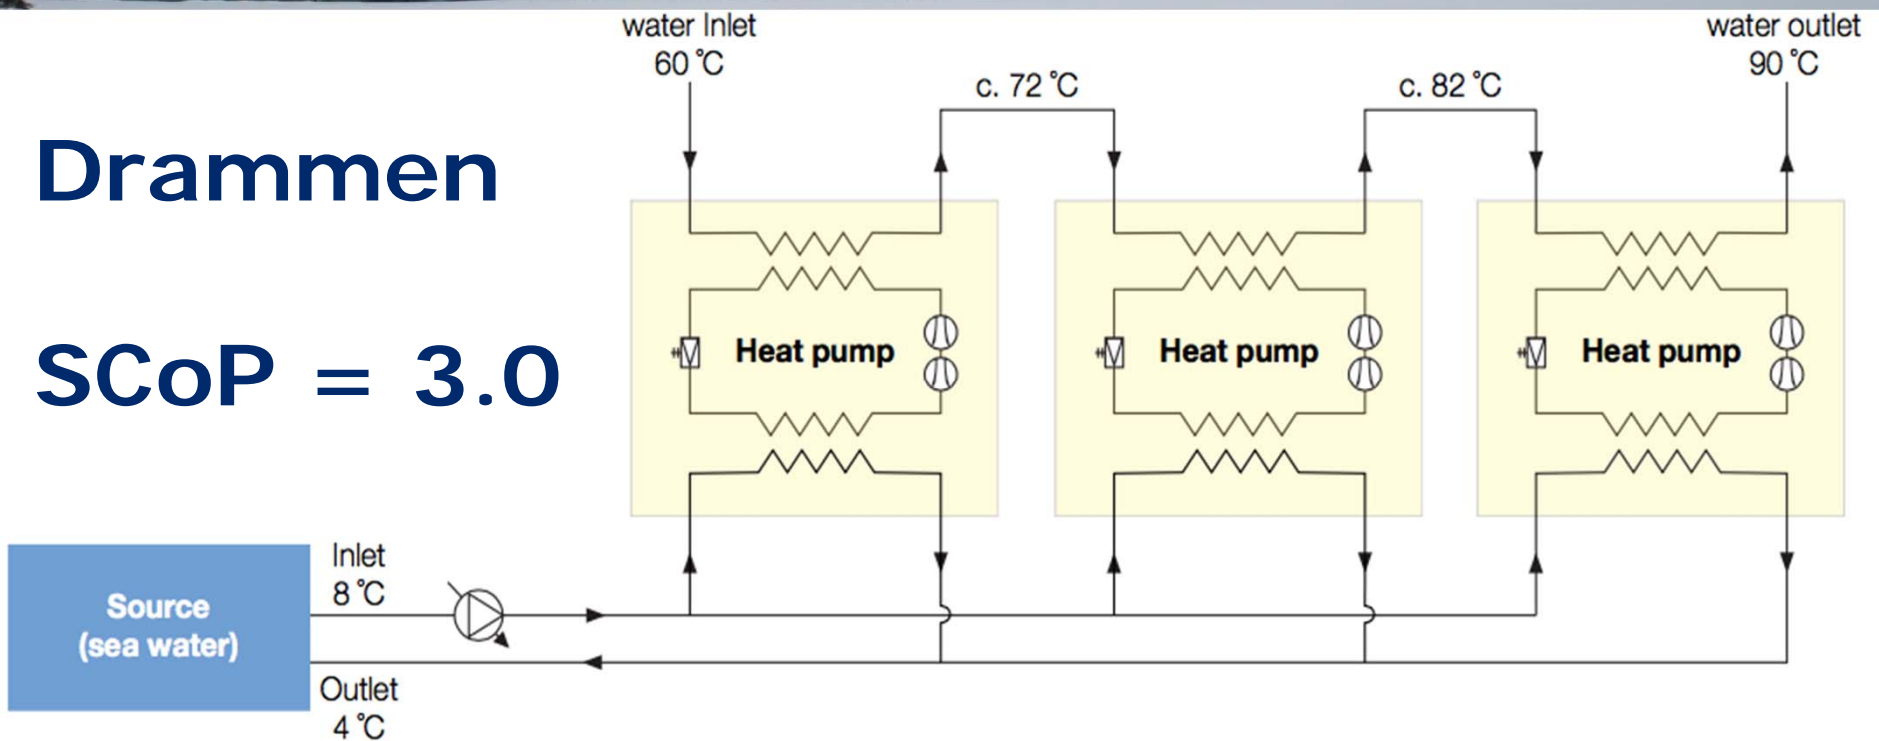 water Inlet
60 °C
water outlet
90 °C
c. 72 °C
c. 82 °C
Drammen
SCoP = 3.0
Heat pump
Heat pump
Heat pump
Inlet
8 °C
Source
(sea water)
Outlet
4 °C